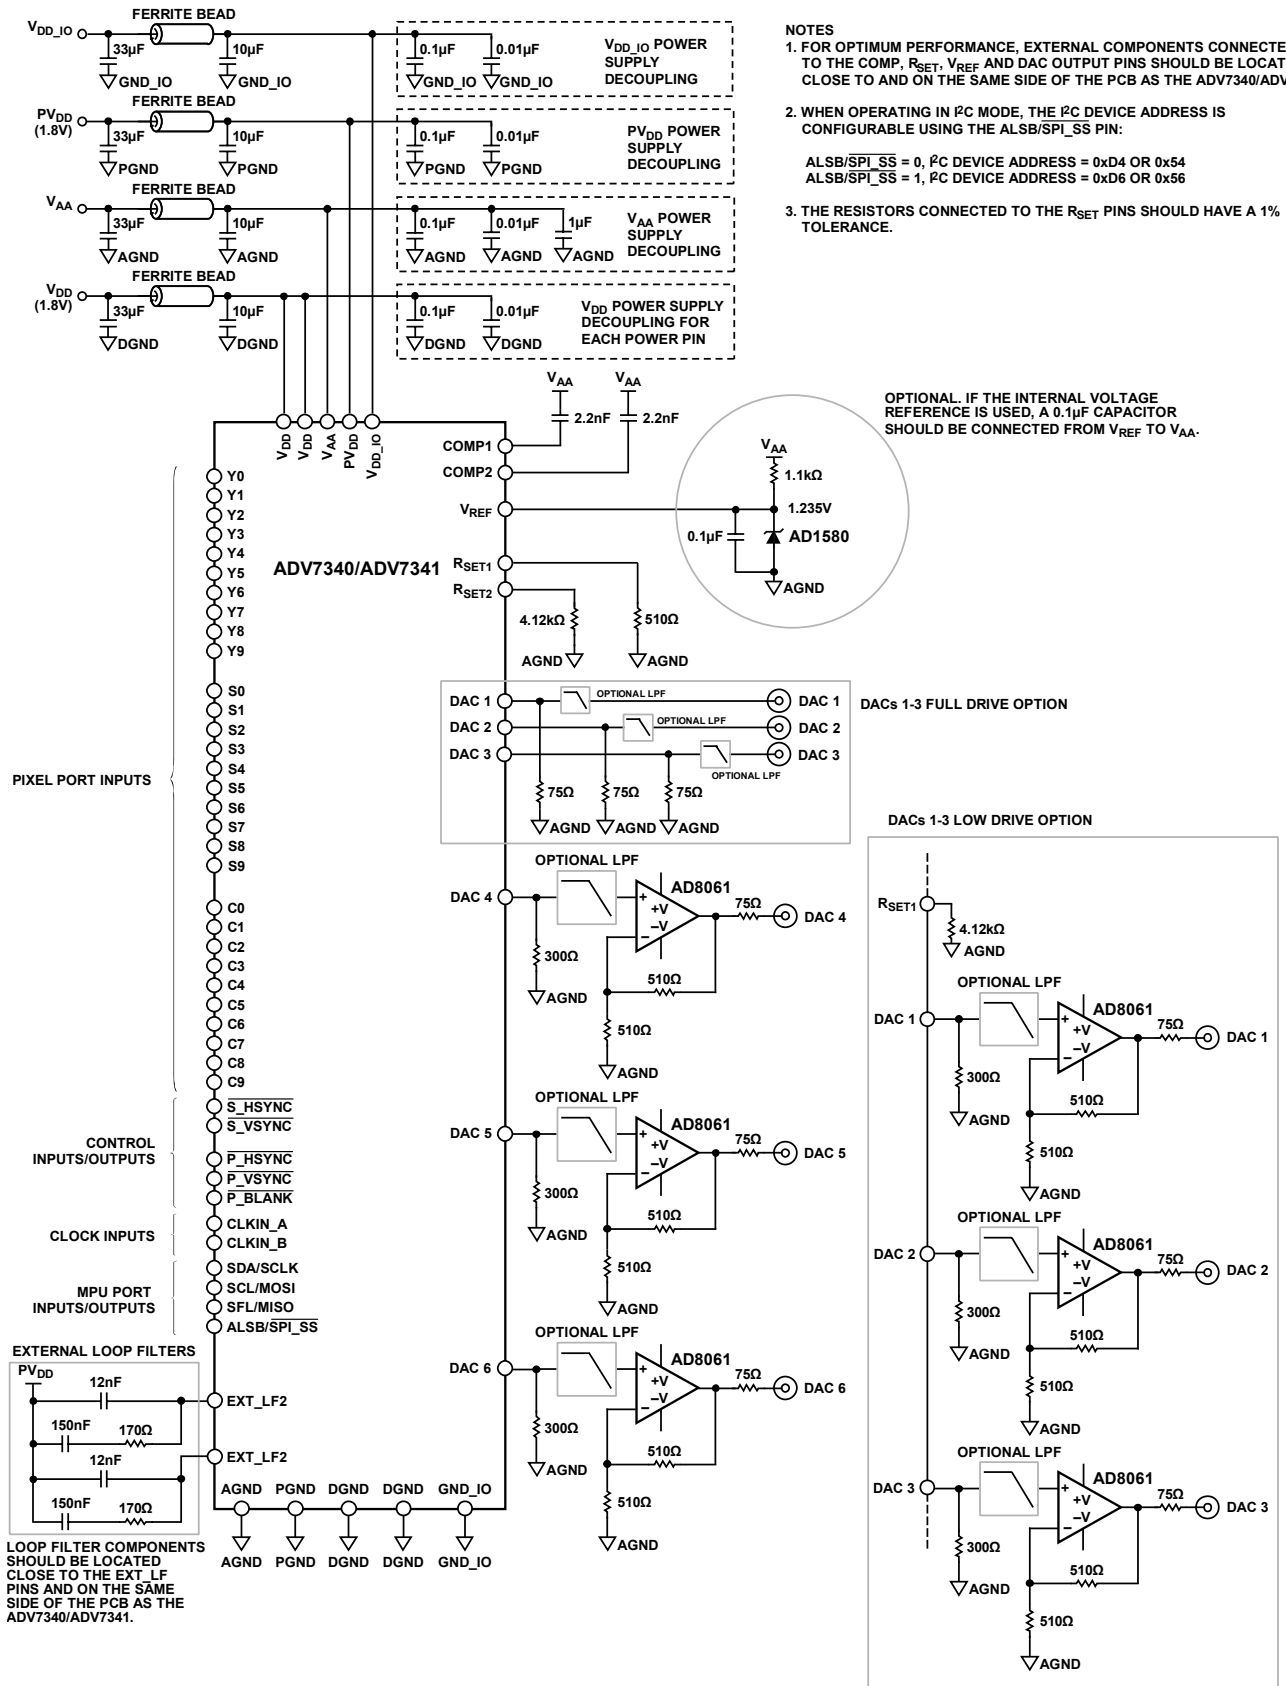 FERRITE BEAD
VDD_IO
33µF
10µF
0.1µF
0.01µF
GND_IO
GND_IO
GND_IO
GND_IO
VDD_IO POWER
SUPPLY
DECOUPLING
FERRITE BEAD
PVDD
(1.8V)
33µF
10µF
0.1µF
0.01µF
PGND
PGND
PGND
PGND
PVDD POWER
SUPPLY
DECOUPLING
FERRITE BEAD
VAA
33µF
10µF
0.1µF
0.01µF
1µF
AGND
AGND
AGND
AGND
AGND
VAA POWER
SUPPLY
DECOUPLING
FERRITE BEAD
VDD
(1.8V)
33µF
10µF
0.1µF
0.01µF
DGND
DGND
DGND
DGND
VDD POWER SUPPLY
DECOUPLING FOR
EACH POWER PIN
NOTES
1. FOR OPTIMUM PERFORMANCE, EXTERNAL COMPONENTS CONNECTE
TO THE COMP, RSET, VREF AND DAC OUTPUT PINS SHOULD BE LOCAT
CLOSE TO AND ON THE SAME SIDE OF THE PCB AS THE ADV7340/ADV
2. WHEN OPERATING IN I2C MODE, THE I2C DEVICE ADDRESS IS
CONFIGURABLE USING THE ALSB/SPI_SS PIN:
ALSB/SPI_SS = 0, I2C DEVICE ADDRESS = 0xD4 OR 0x54
ALSB/SPI_SS = 1, I2C DEVICE ADDRESS = 0xD6 OR 0x56
3. THE RESISTORS CONNECTED TO THE RSET PINS SHOULD HAVE A 1%
TOLERANCE.
VAA
VAA
2.2nF
2.2nF
VDD
VDD
VAA
PVDD
VDD_IO
COMP1
COMP2
VREF
RSET1
RSET2
ADV7340/ADV7341
4.12kΩ
510Ω
AGND
AGND
OPTIONAL. IF THE INTERNAL VOLTAGE
REFERENCE IS USED, A 0.1µF CAPACITOR
SHOULD BE CONNECTED FROM VREF TO VAA.
VAA
1.1kΩ
1.235V
0.1µF
AD1580
AGND
PIXEL PORT INPUTS
Y0
Y1
Y2
Y3
Y4
Y5
Y6
Y7
Y8
Y9
S0
S1
S2
S3
S4
S5
S6
S7
S8
S9
C0
C1
C2
C3
C4
C5
C6
C7
C8
C9
CONTROL
INPUTS/OUTPUTS
S_HSYNC
S_VSYNC
P_HSYNC
P_VSYNC
P_BLANK
CLOCK INPUTS
CLKIN_A
CLKIN_B
MPU PORT
INPUTS/OUTPUTS
SDA/SCLK
SCL/MOSI
SFL/MISO
ALSB/SPI_SS
EXTERNAL LOOP FILTERS
PVDD
12nF
150nF
170Ω
12nF
150nF
170Ω
EXT_LF2
EXT_LF2
LOOP FILTER COMPONENTS
SHOULD BE LOCATED
CLOSE TO THE EXT_LF
PINS AND ON THE SAME
SIDE OF THE PCB AS THE
ADV7340/ADV7341.
AGND PGND DGND DGND GND_IO
AGND PGND DGND DGND GND_IO
DACs 1-3 FULL DRIVE OPTION
DAC 1
OPTIONAL LPF
DAC 1
DAC 2
OPTIONAL LPF
DAC 2
DAC 3
OPTIONAL LPF
DAC 3
75Ω
75Ω
75Ω
AGND
AGND
AGND
OPTIONAL LPF
DAC 4
AD8061
+
+V
−V
−
75Ω
DAC 4
300Ω
AGND
510Ω
510Ω
AGND
OPTIONAL LPF
DAC 5
AD8061
+
+V
−V
−
75Ω
DAC 5
300Ω
AGND
510Ω
510Ω
AGND
OPTIONAL LPF
DAC 6
AD8061
+
+V
−V
−
75Ω
DAC 6
300Ω
AGND
510Ω
510Ω
AGND
DACs 1-3 LOW DRIVE OPTION
RSET1
4.12kΩ
AGND
OPTIONAL LPF
DAC 1
AD8061
+
+V
−V
−
75Ω
DAC 1
300Ω
AGND
510Ω
510Ω
AGND
OPTIONAL LPF
DAC 2
AD8061
+
+V
−V
−
75Ω
DAC 2
300Ω
AGND
510Ω
510Ω
AGND
OPTIONAL LPF
DAC 3
AD8061
+
+V
−V
−
75Ω
DAC 3
300Ω
AGND
510Ω
510Ω
AGND